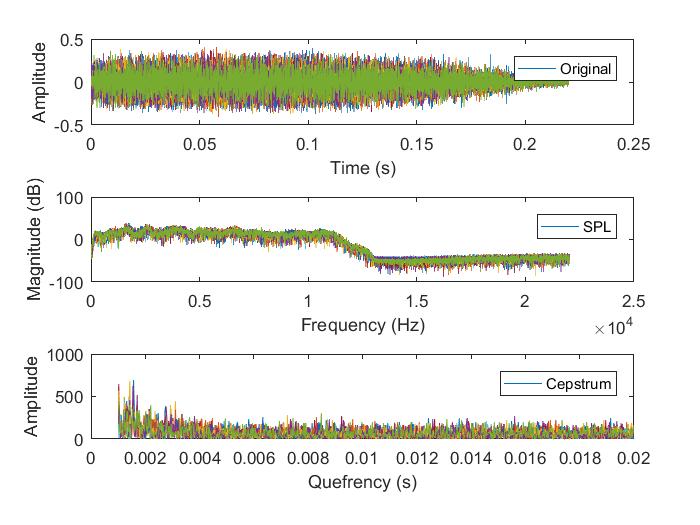 0.5
0
-0.5
Amplitude
Original
0 0.05 0.1 0.15 0.2 0.25
Time (s)
100
0
-100
Magnitude (dB)
SPL
0 0.5 1 1.5 2 2.5
Frequency (Hz)
×10^4
1000
500
0
Amplitude
Cepstrum
0 0.002 0.004 0.006 0.008 0.01 0.012 0.014 0.016 0.018 0.02
Quefrency (s)